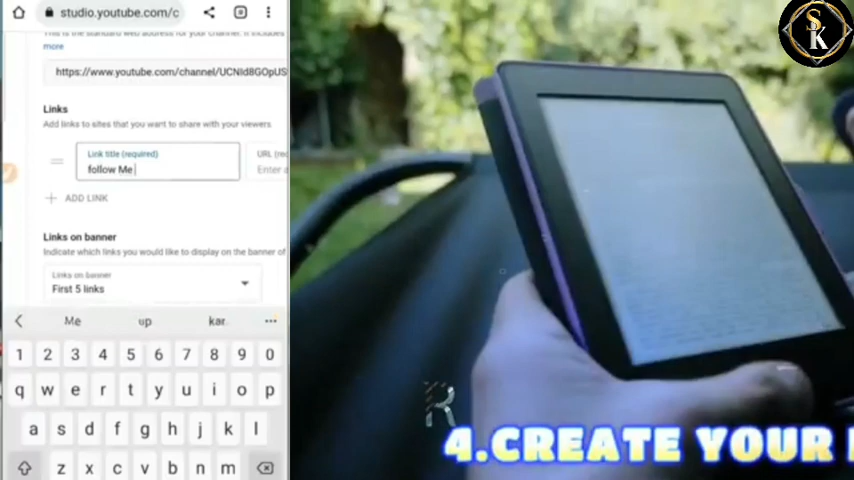 studio.youtube.com/c
This is the standard web address for your channel. It includes
more
https://www.youtube.com/channel/UCNId8GOpUS
Links
Add links to sites that you want to share with your viewers
Link title (required)
follow Me
URL (rec
Enter a
ADD LINK
Links on banner
Indicate which links you would like to display on the banner of
Links on banner
First 5 links
Me up kar
1 2 3 4 5 6 7 8 9 0
q w e r t y u i o p
a s d f g h j k l
z x c v b n m
SK
4.CREATE YOUR